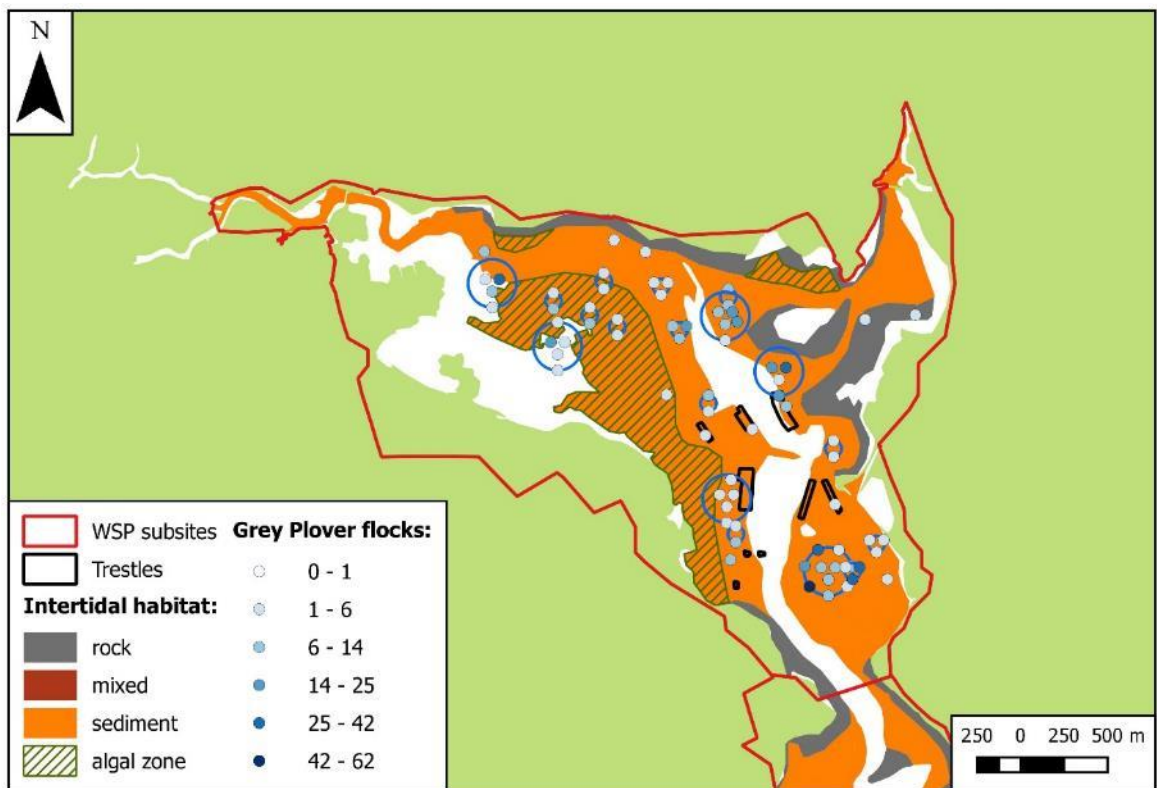 N
WSP subsites
Trestles
Intertidal habitat:
rock
mixed
sediment
algal zone
Grey Plover flocks:
0 - 1
1 - 6
6 - 14
14 - 25
25 - 42
42 - 62
250 0 250 500 m